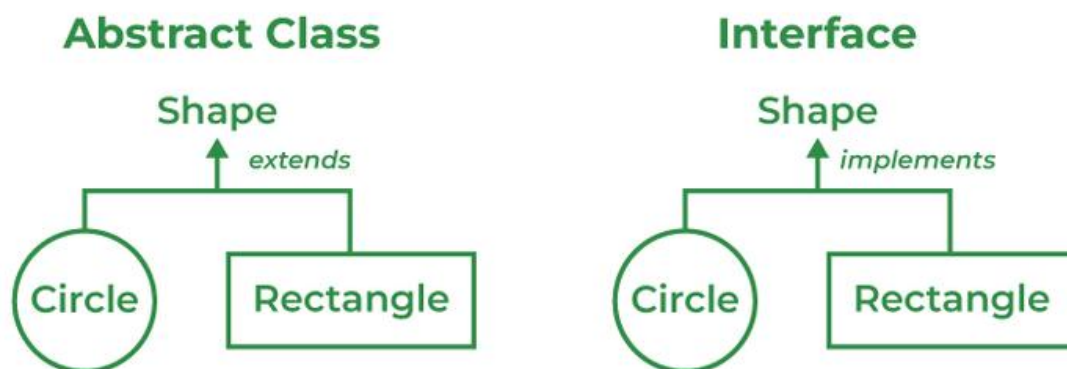 Abstract Class
Shape
extends
Circle
Rectangle
Interface
Shape
implements
Circle
Rectangle